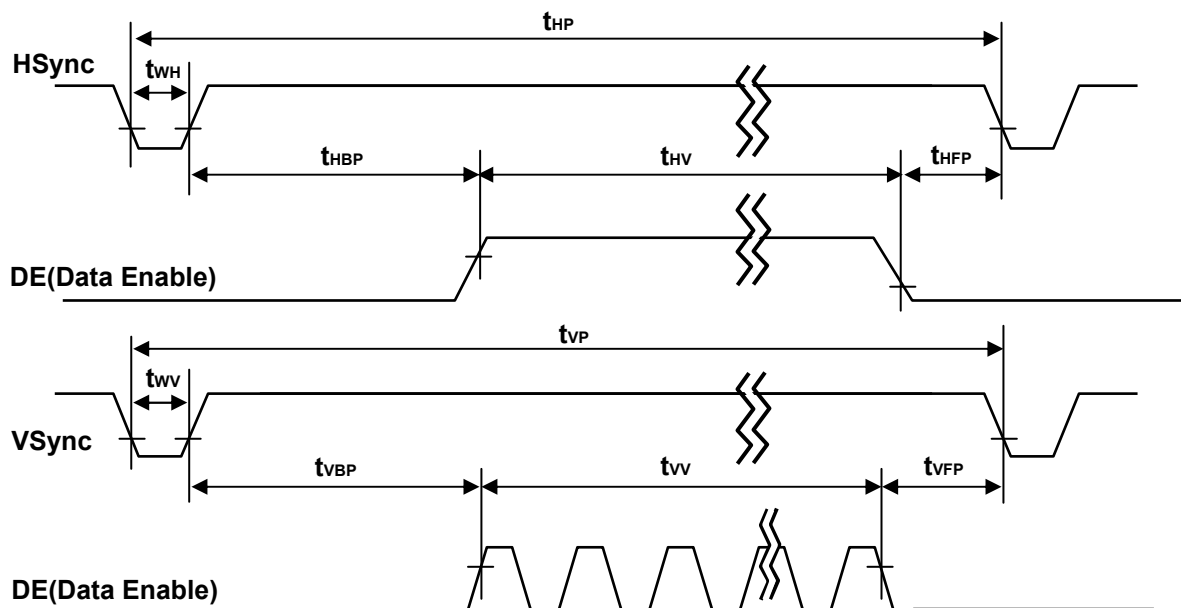 tHP
HSync
tWH
tHBP
tHV
tHFP
DE(Data Enable)
tVP
tWV
VSync
tVBP
tVV
tVFP
DE(Data Enable)